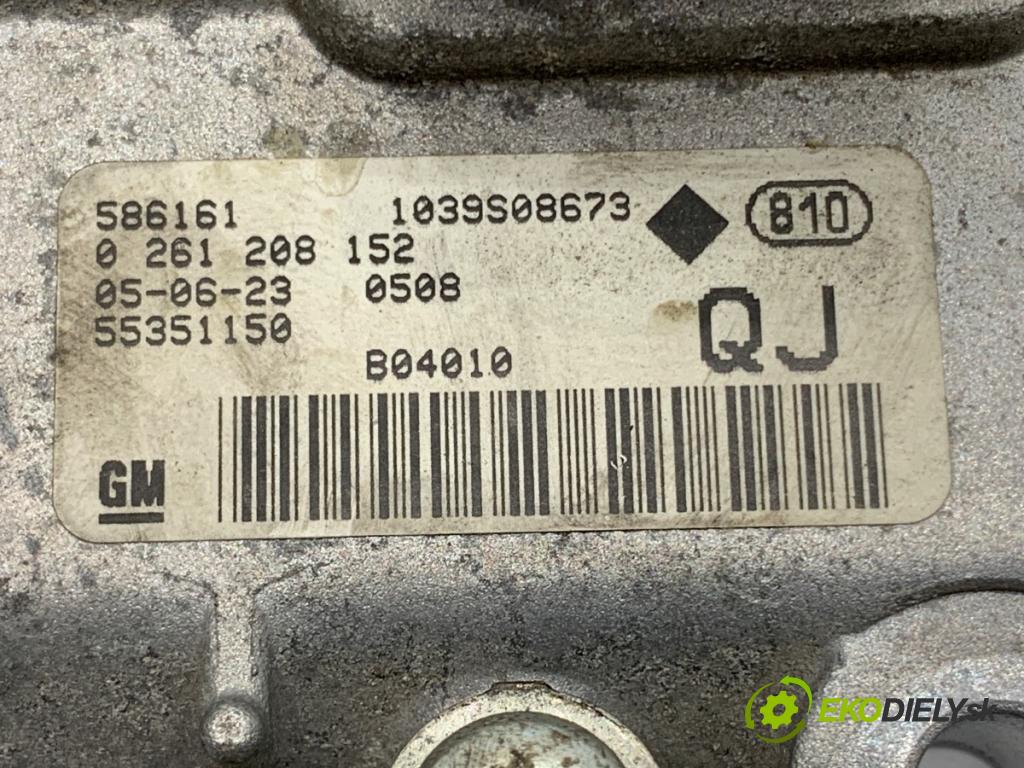 586161 1039S08673 810
0 261 208 152
05-06-23 0508
55351150
QJ
B04010
GM
EKODIELY.sk